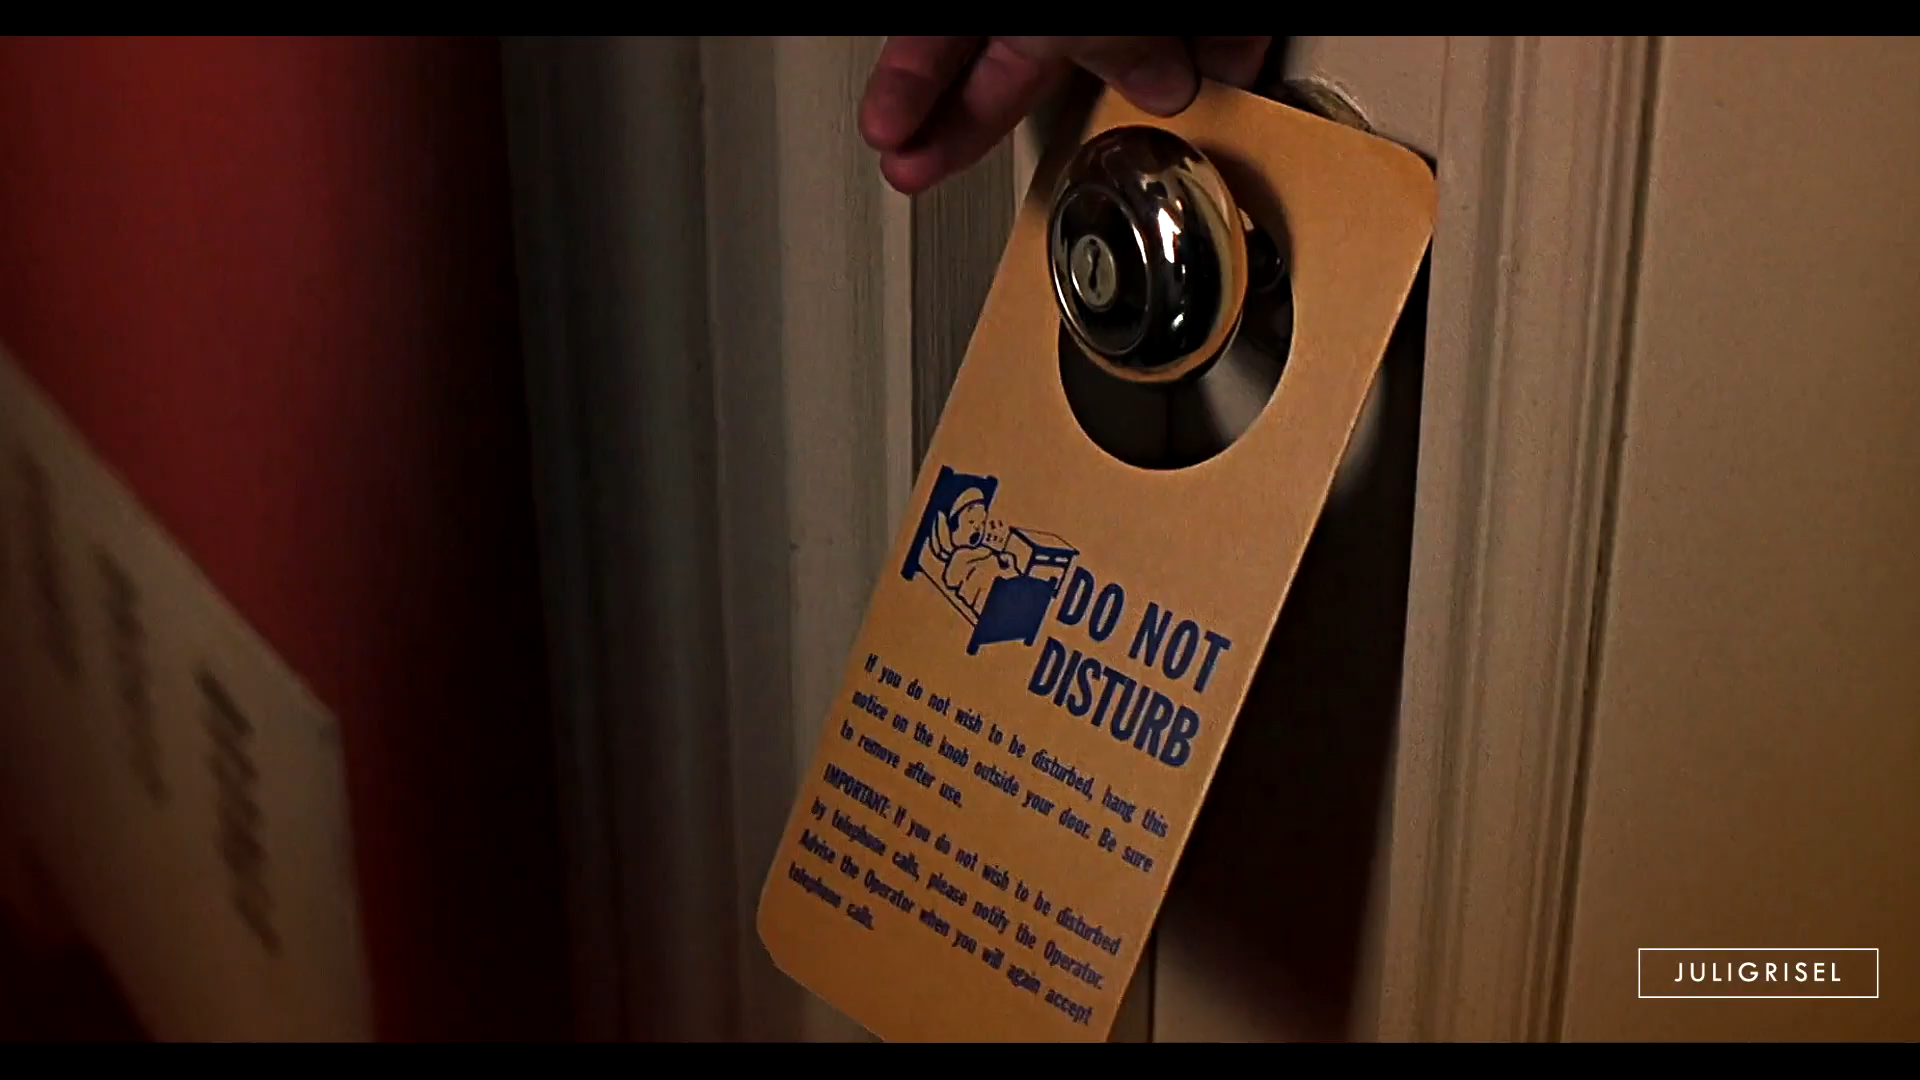 DO NOT
DISTURB
If you do not wish to be disturbed, hang this
notice on the knob outside your door. Be sure
to remove after use.
IMPORTANT: If you do not wish to be disturbed
by telephone calls, please notify the Operator.
Advise the Operator when you will again accept
telephone calls.
JULIGRISEL